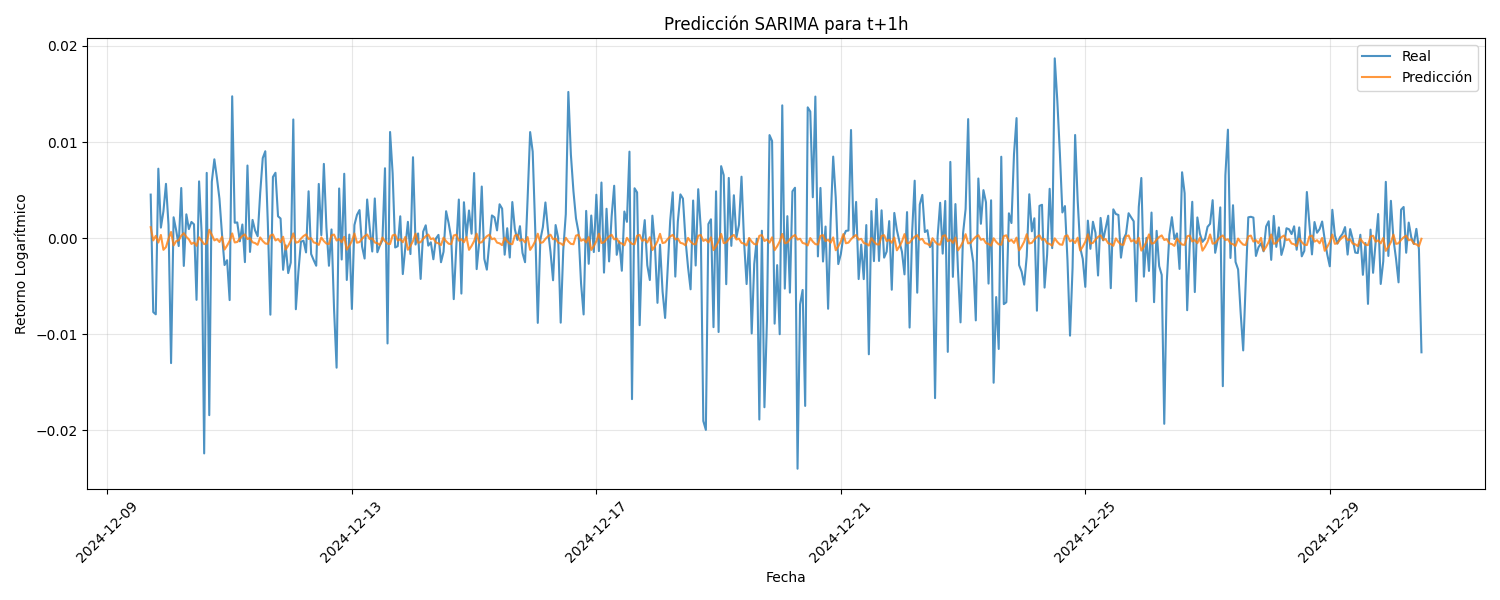 Predicción SARIMA para t+1h
Real
Predicción
Retorno Logarítmico
0.02
0.01
0.00
−0.01
−0.02
2024-12-09
2024-12-13
2024-12-17
2024-12-21
2024-12-25
2024-12-29
Fecha